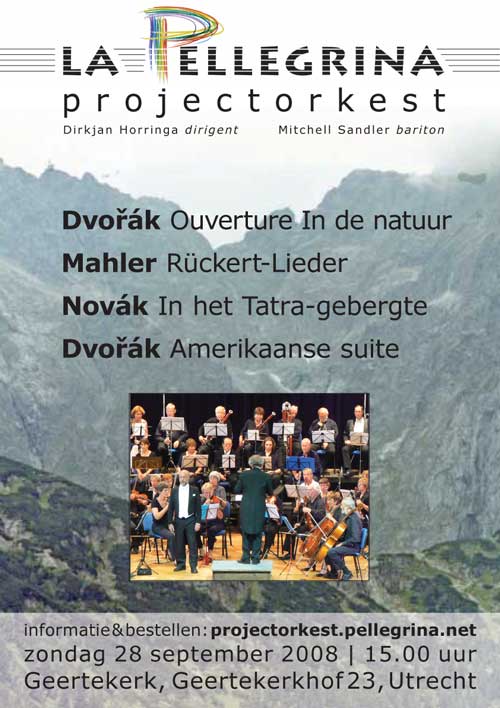 LA PELLEGRINA
projectorkest
Dirkjan Horringa dirigent Mitchell Sandler bariton
Dvořák Ouverture In de natuur
Mahler Rückert-Lieder
Novák In het Tatra-gebergte
Dvořák Amerikaanse suite
informatie&bestellen: projectorkest.pellegrina.net
zondag 28 september 2008 | 15.00 uur
Geertekerk, Geertekerkhof 23, Utrecht